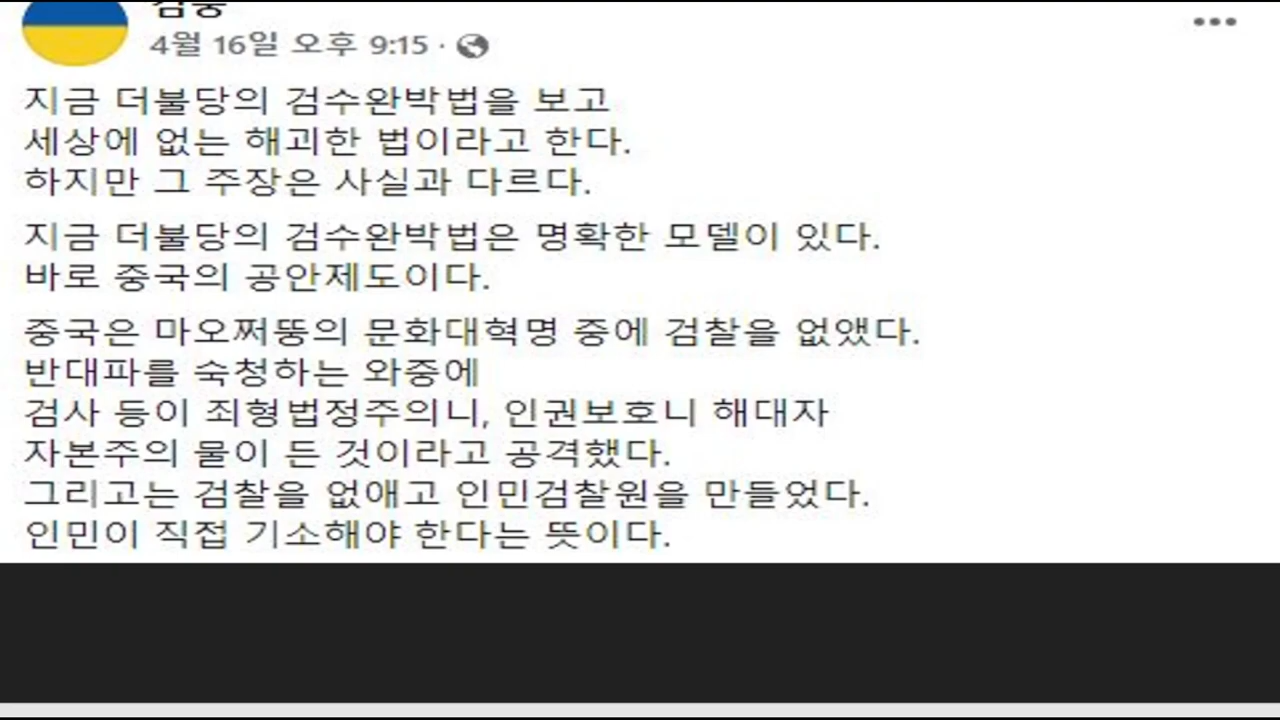 4월 16일 오후 9:15 ·
지금 더불당의 검수완박법을 보고
세상에 없는 해괴한 법이라고 한다.
하지만 그 주장은 사실과 다르다.
지금 더불당의 검수완박법은 명확한 모델이 있다.
바로 중국의 공안제도이다.
중국은 마오쩌뚱의 문화대혁명 중에 검찰을 없앴다.
반대파를 숙청하는 와중에
검사 등이 죄형법정주의니, 인권보호니 해대자
자본주의 물이 든 것이라고 공격했다.
그리고는 검찰을 없애고 인민검찰원을 만들었다.
인민이 직접 기소해야 한다는 뜻이다.